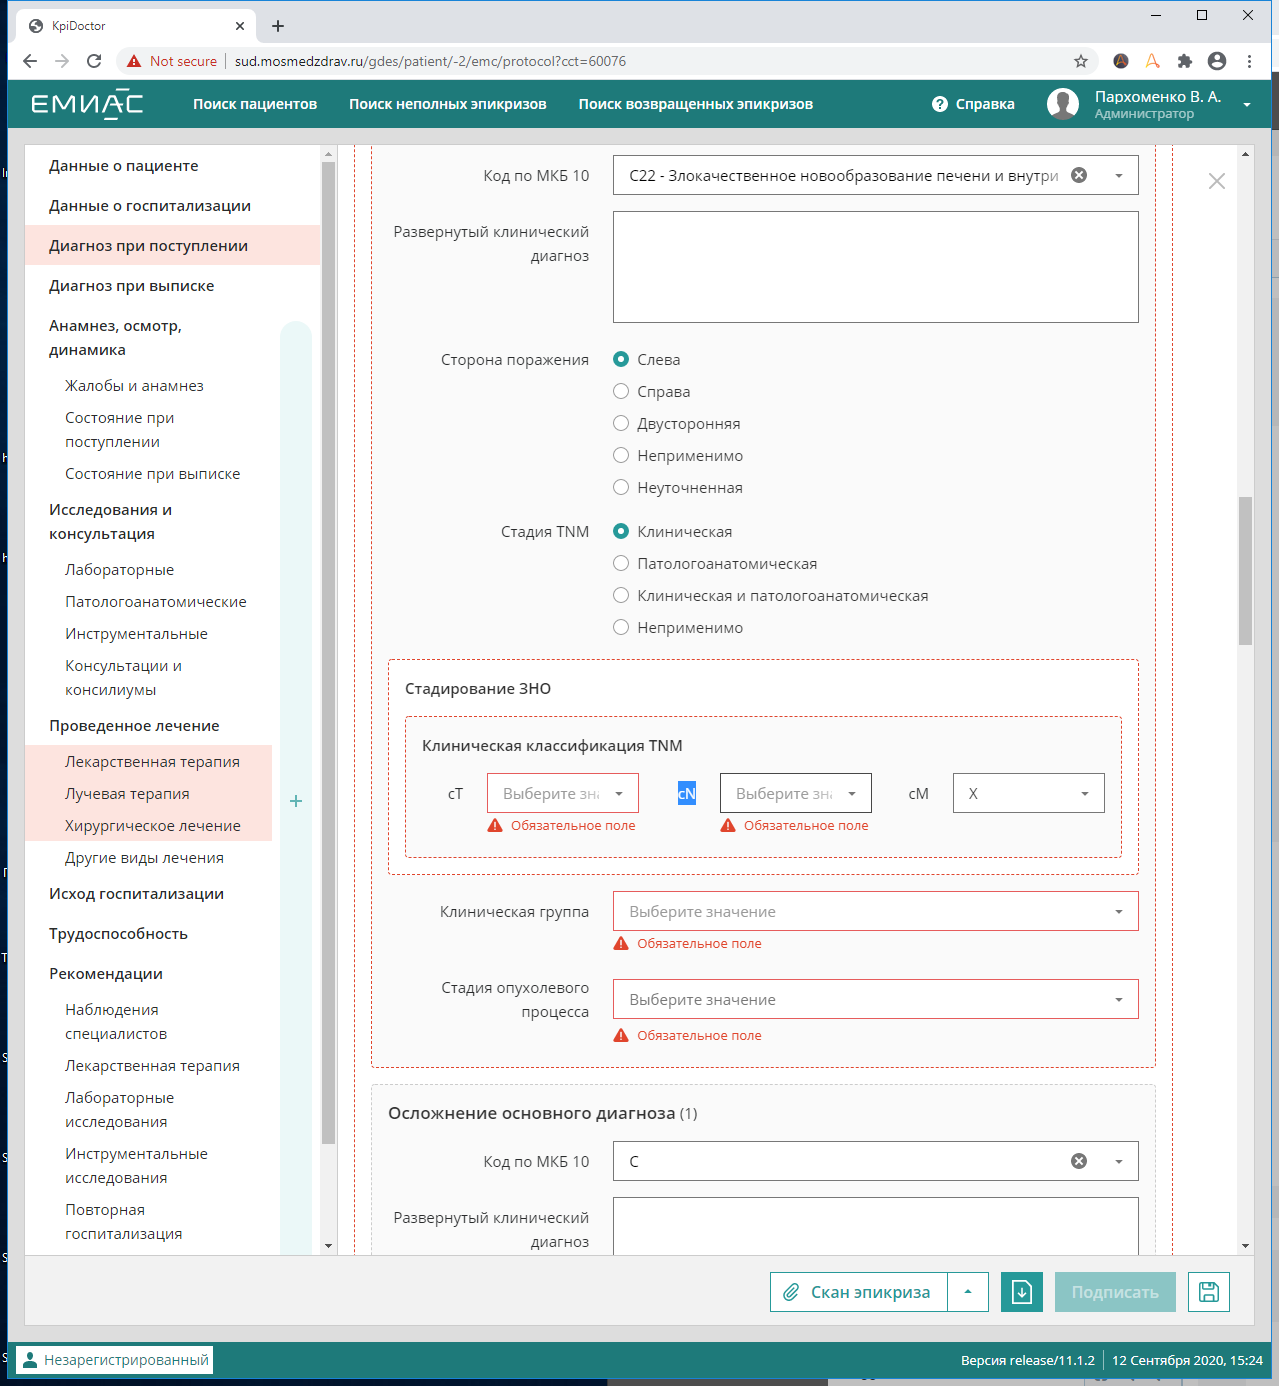 KpiDoctor
Not secure
sud.mosmedzdrav.ru/gdes/patient/-2/emc/protocol?cct=60076
ЕМИАС
Поиск пациентов
Поиск неполных эпикризов
Поиск возвращенных эпикризов
Справка
Пархоменко В. А.
Администратор
Данные о пациенте
Данные о госпитализации
Диагноз при поступлении
Диагноз при выписке
Анамнез, осмотр,
динамика
Жалобы и анамнез
Состояние при
поступлении
Состояние при выписке
Исследования и
консультация
Лабораторные
Патологоанатомические
Инструментальные
Консультации и
консилиумы
Проведенное лечение
Лекарственная терапия
Лучевая терапия
Хирургическое лечение
Другие виды лечения
Исход госпитализации
Трудоспособность
Рекомендации
Наблюдения
специалистов
Лекарственная терапия
Лабораторные
исследования
Инструментальные
исследования
Повторная
госпитализация
Код по МКБ 10
C22 - Злокачественное новообразование печени и внутри
Развернутый клинический
диагноз
Сторона поражения
Слева
Справа
Двусторонняя
Неприменимо
Неуточненная
Стадия TNM
Клиническая
Патологоанатомическая
Клиническая и патологоанатомическая
Неприменимо
Стадирование ЗНО
Клиническая классификация TNM
cT
Выберите зна
cN
Выберите зна
cM
X
Обязательное поле
Обязательное поле
Клиническая группа
Выберите значение
Обязательное поле
Стадия опухолевого
процесса
Выберите значение
Обязательное поле
Осложнение основного диагноза (1)
Код по МКБ 10
C
Развернутый клинический
диагноз
Скан эпикриза
Подписать
Незарегистрированный
Версия release/11.1.2
12 Сентября 2020, 15:24